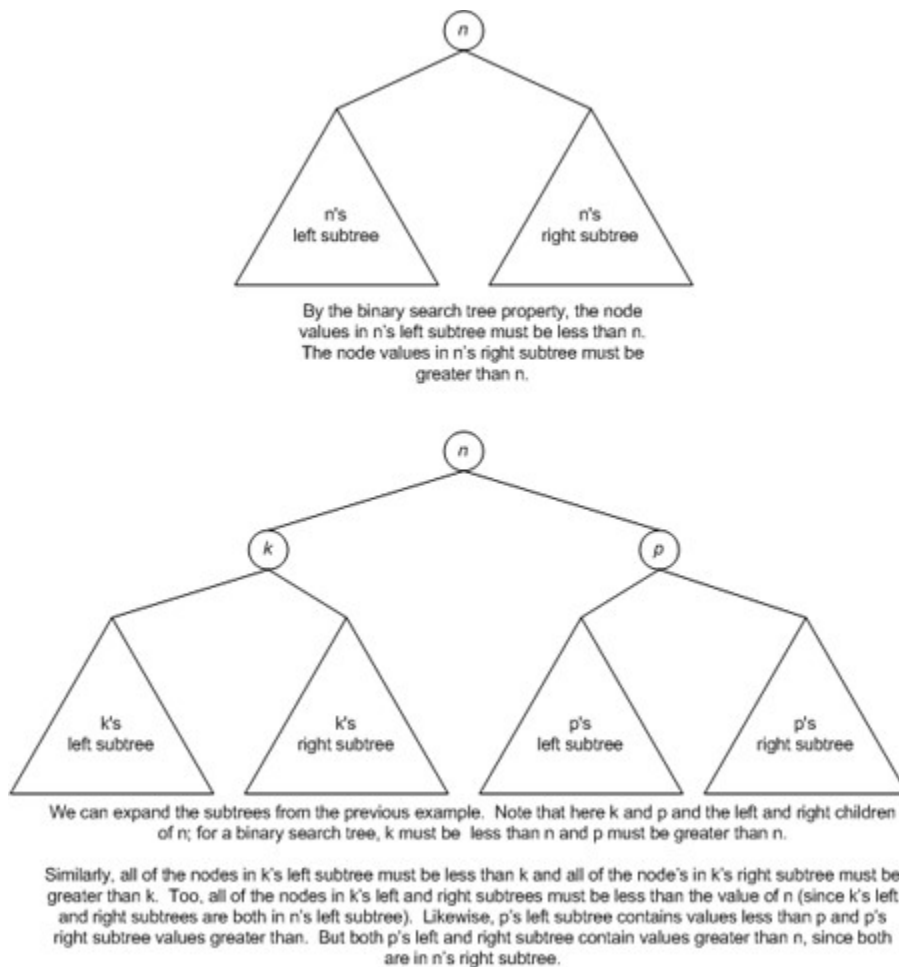 n
n's
left subtree
n's
right subtree
By the binary search tree property, the node
values in n's left subtree must be less than n.
The node values in n's right subtree must be
greater than n.
n
k
p
k's
left subtree
k's
right subtree
p's
left subtree
p's
right subtree
We can expand the subtrees from the previous example. Note that here k and p and the left and right children
of n; for a binary search tree, k must be less than n and p must be greater than n.
Similarly, all of the nodes in k's left subtree must be less than k and all of the node's in k's right subtree must be
greater than k. Too, all of the nodes in k's left and right subtrees must be less than the value of n (since k's left
and right subtrees are both in n's left subtree). Likewise, p's left subtree contains values less than p and p's
right subtree values greater than. But both p's left and right subtree contain values greater than n, since both
are in n's right subtree.